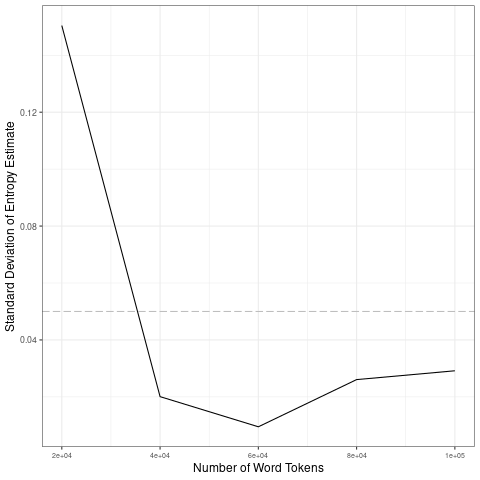 Standard Deviation of Entropy Estimate
0.12
0.08
0.04
2e+04 4e+04 6e+04 8e+04 1e+05
Number of Word Tokens